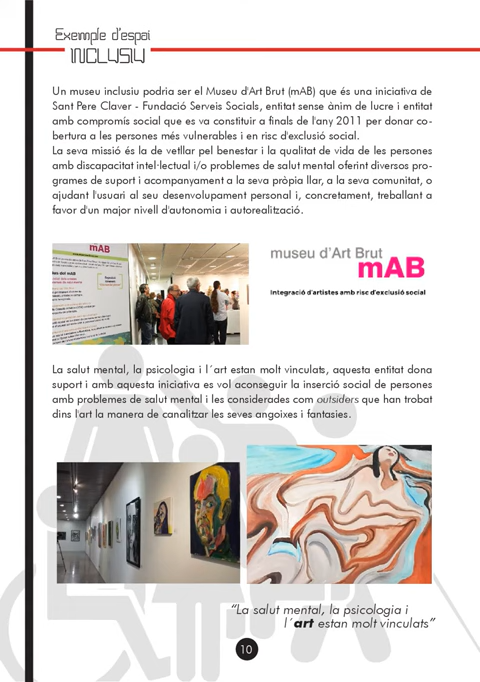 Exemple d'espai
INCLUSIU
Un museu inclusiu podria ser el Museu d'Art Brut (mAB) que és una iniciativa de
Sant Pere Claver - Fundació Serveis Socials, entitat sense ànim de lucre i entitat
amb compromís social que es va constituir a finals de l'any 2011 per donar co-
bertura a les persones més vulnerables i en risc d'exclusió social.
La seva missió és la de vetllar pel benestar i la qualitat de vida de les persones
amb discapacitat intel·lectual i/o problemes de salut mental oferint diversos pro-
grames de suport i acompanyament a la seva pròpia llar, a la seva comunitat, o
ajudant l'usuari al seu desenvolupament personal i, concretament, treballant a
favor d'un major nivell d'autonomia i autorealització.
mAB
museu d'Art Brut
mAB
Integració d'artistes amb risc d'exclusió social
La salut mental, la psicologia i l´art estan molt vinculats, aquesta entitat dona
suport i amb aquesta iniciativa es vol aconseguir la inserció social de persones
amb problemes de salut mental i les considerades com outsiders que han trobat
dins l'art la manera de canalitzar les seves angoixes i fantasies.
“La salut mental, la psicologia i
l´art estan molt vinculats”
10